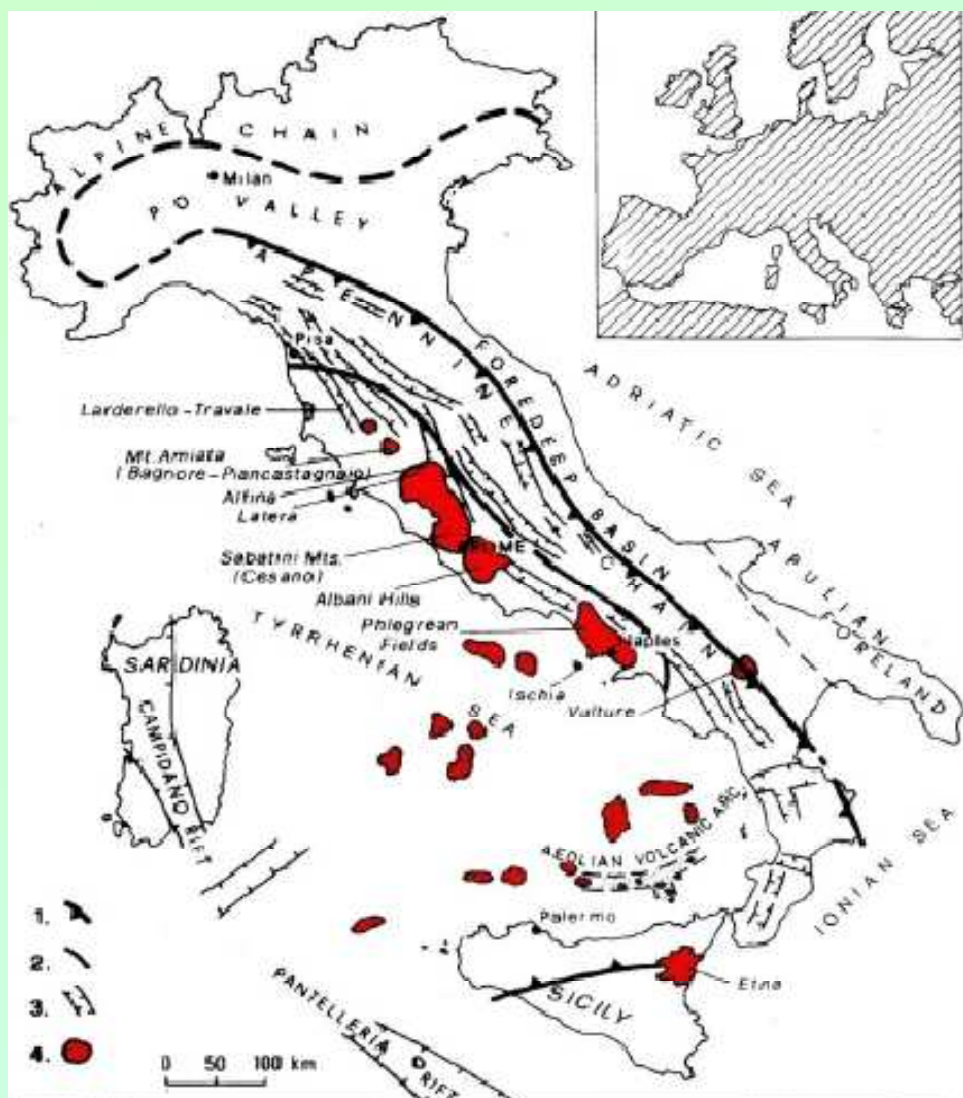 ALPINE CHAIN
Milan
PO VALLEY
APENNINE CHAIN
FOREDEEP BASIN
ADRIATIC SEA
APULIAN FORELAND
Pisa
Larderello-Travale
Mt. Amiata
(Bagnore-Piancastagnaio)
Alfina
Latera
Sabatini Mts.
(Cesano)
ROME
Albani Hills
Phlegrean
Fields
Naples
Ischia
Vulture
TYRRHENIAN
SEA
SARDINIA
CAMPIDANO RIFT
AEOLIAN VOLCANIC ARC
IONIAN SEA
Palermo
Etna
SICILY
PANTELLERIA
RIFT
1.
2.
3.
4.
0 50 100 km